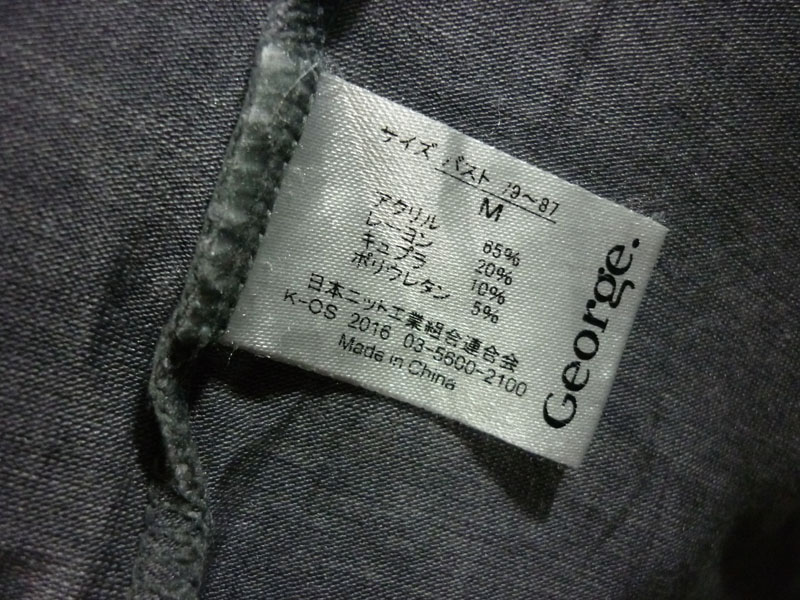 サイズ バスト 79~87
M
アクリル 65%
レーヨン 20%
キュプラ 10%
ポリウレタン 5%
日本ニット工業組合連合会
K-OS 2016 03-5600-2100
Made in China
George.